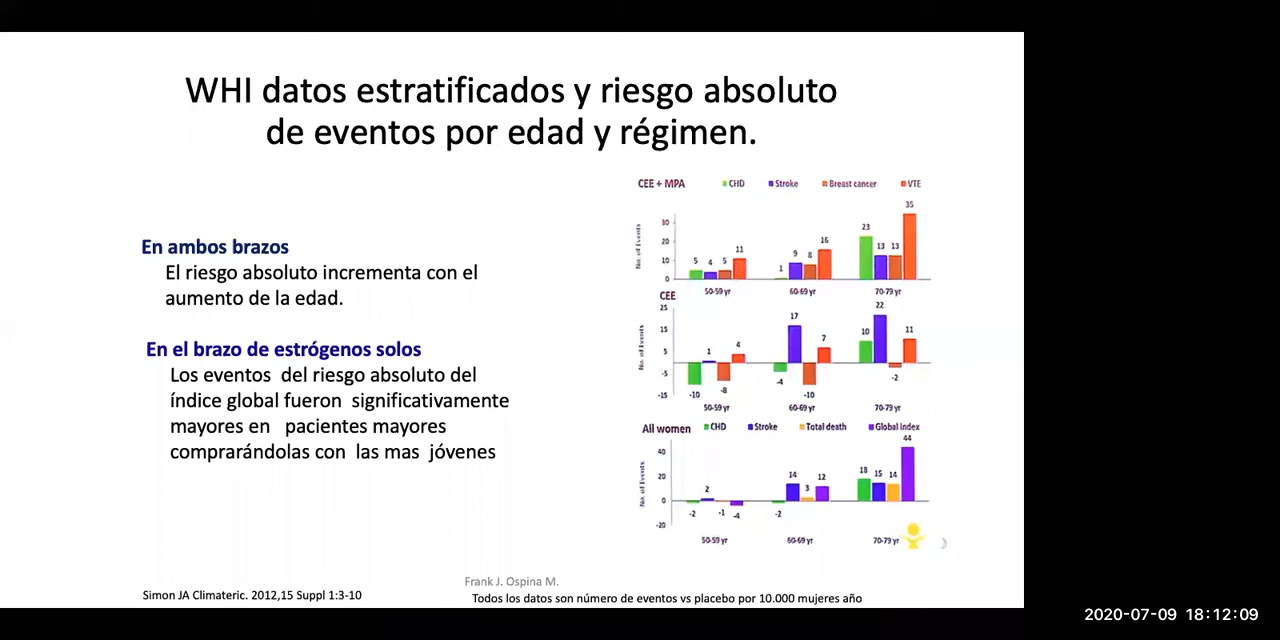 WHI datos estratificados y riesgo absoluto
de eventos por edad y régimen.
En ambos brazos
El riesgo absoluto incrementa con el
aumento de la edad.
En el brazo de estrógenos solos
Los eventos del riesgo absoluto del
índice global fueron significativamente
mayores en pacientes mayores
comprarándolas con las mas jóvenes
CEE + MPA CHD Stroke Breast cancer VTE
No. of Events
30
20
10
0
5 4 5 11
1 9 8 16
23 13 13 35
50-59 yr 60-69 yr 70-79 yr
CEE
No. of Events
25
15
5
-5
-15
-10 1 -8 4
-4 17 -10 7
10 22 -2 11
50-59 yr 60-69 yr 70-79 yr
All women CHD Stroke Total death Global Index
No. of Events
40
20
0
-20
-2 2 -1 -4
-2 14 3 12
18 15 14 44
50-59 yr 60-69 yr 70-79 yr
Frank J. Ospina M.
Simon JA Climateric. 2012,15 Suppl 1:3-10
Todos los datos son número de eventos vs placebo por 10.000 mujeres año
2020-07-09 18:12:09